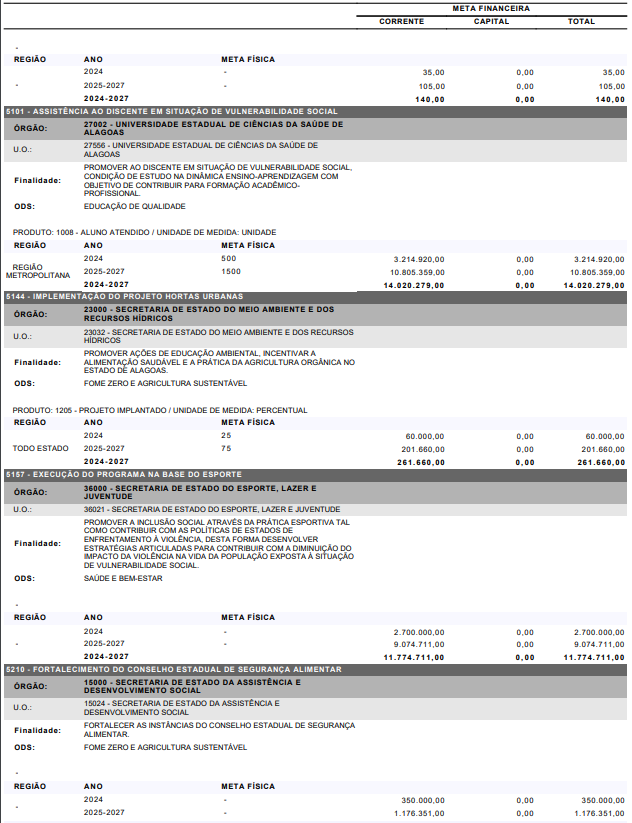 META FINANCEIRA
CORRENTE CAPITAL TOTAL
-
REGIÃO ANO META FÍSICA
2024 - 35,00 0,00 35,00
- 2025-2027 - 105,00 0,00 105,00
2024-2027 140,00 0,00 140,00
5101 - ASSISTÊNCIA AO DISCENTE EM SITUAÇÃO DE VULNERABILIDADE SOCIAL
ÓRGÃO: 27002 - UNIVERSIDADE ESTADUAL DE CIÊNCIAS DA SAÚDE DE
ALAGOAS
U.O.: 27556 - UNIVERSIDADE ESTADUAL DE CIÊNCIAS DA SAÚDE DE
ALAGOAS
PROMOVER AO DISCENTE EM SITUAÇÃO DE VULNERABILIDADE SOCIAL,
CONDIÇÃO DE ESTUDO NA DINÂMICA ENSINO-APRENDIZAGEM COM
Finalidade: OBJETIVO DE CONTRIBUIR PARA FORMAÇÃO ACADÊMICO-
PROFISSIONAL.
ODS: EDUCAÇÃO DE QUALIDADE
PRODUTO: 1008 - ALUNO ATENDIDO / UNIDADE DE MEDIDA: UNIDADE
REGIÃO ANO META FÍSICA
2024 500 3.214.920,00 0,00 3.214.920,00
REGIÃO METROPOLITANA 2025-2027 1500 10.805.359,00 0,00 10.805.359,00
2024-2027 14.020.279,00 0,00 14.020.279,00
5144 - IMPLEMENTAÇÃO DO PROJETO HORTAS URBANAS
ÓRGÃO: 23000 - SECRETARIA DE ESTADO DO MEIO AMBIENTE E DOS
RECURSOS HÍDRICOS
U.O.: 23032 - SECRETARIA DE ESTADO DO MEIO AMBIENTE E DOS RECURSOS
HÍDRICOS
PROMOVER AÇÕES DE EDUCAÇÃO AMBIENTAL, INCENTIVAR A
Finalidade: ALIMENTAÇÃO SAUDÁVEL E A PRÁTICA DA AGRICULTURA ORGÂNICA NO
ESTADO DE ALAGOAS.
ODS: FOME ZERO E AGRICULTURA SUSTENTÁVEL
PRODUTO: 1205 - PROJETO IMPLANTADO / UNIDADE DE MEDIDA: PERCENTUAL
REGIÃO ANO META FÍSICA
2024 25 60.000,00 0,00 60.000,00
TODO ESTADO 2025-2027 75 201.660,00 0,00 201.660,00
2024-2027 261.660,00 0,00 261.660,00
5157 - EXECUÇÃO DO PROGRAMA NA BASE DO ESPORTE
ÓRGÃO: 36000 - SECRETARIA DE ESTADO DO ESPORTE, LAZER E
JUVENTUDE
U.O.: 36021 - SECRETARIA DE ESTADO DO ESPORTE, LAZER E JUVENTUDE
PROMOVER A INCLUSÃO SOCIAL ATRAVÉS DA PRÁTICA ESPORTIVA TAL
COMO CONTRIBUIR COM AS POLÍTICAS DE ESTADOS DE
Finalidade: ENFRENTAMENTO À VIOLÊNCIA, DESTA FORMA DESENVOLVER
ESTRATÉGIAS ARTICULADAS PARA CONTRIBUIR COM A DIMINUIÇÃO DO
IMPACTO DA VIOLÊNCIA NA VIDA DA POPULAÇÃO EXPOSTA À SITUAÇÃO
DE VULNERABILIDADE SOCIAL.
ODS: SAÚDE E BEM-ESTAR
-
REGIÃO ANO META FÍSICA
2024 - 2.700.000,00 0,00 2.700.000,00
- 2025-2027 - 9.074.711,00 0,00 9.074.711,00
2024-2027 11.774.711,00 0,00 11.774.711,00
5210 - FORTALECIMENTO DO CONSELHO ESTADUAL DE SEGURANÇA ALIMENTAR
ÓRGÃO: 15000 - SECRETARIA DE ESTADO DA ASSISTÊNCIA E
DESENVOLVIMENTO SOCIAL
U.O.: 15024 - SECRETARIA DE ESTADO DA ASSISTÊNCIA E
DESENVOLVIMENTO SOCIAL
Finalidade: FORTALECER AS INSTÂNCIAS DO CONSELHO ESTADUAL DE SEGURANÇA
ALIMENTAR.
ODS: FOME ZERO E AGRICULTURA SUSTENTÁVEL
-
REGIÃO ANO META FÍSICA
2024 - 350.000,00 0,00 350.000,00
- 2025-2027 - 1.176.351,00 0,00 1.176.351,00